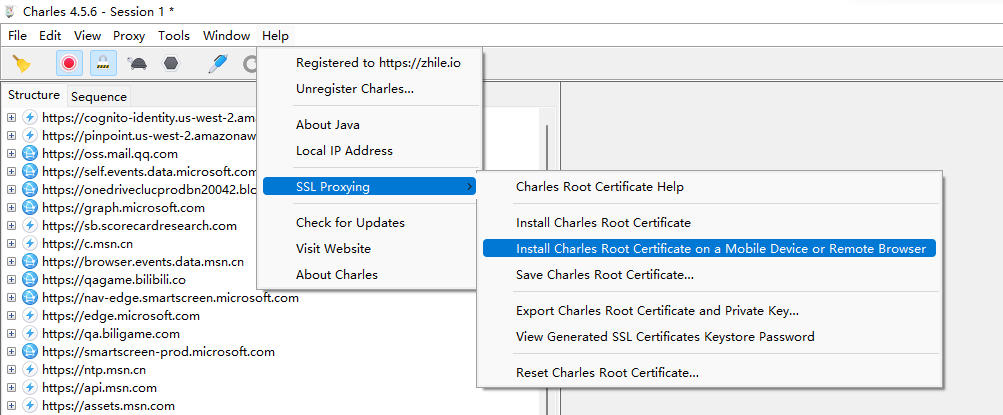 Charles 4.5.6 - Session 1 *
File Edit View Proxy Tools Window Help
Registered to https://zhile.io
Unregister Charles...
About Java
Local IP Address
SSL Proxying
Check for Updates
Visit Website
About Charles
Charles Root Certificate Help
Install Charles Root Certificate
Install Charles Root Certificate on a Mobile Device or Remote Browser
Save Charles Root Certificate...
Export Charles Root Certificate and Private Key...
View Generated SSL Certificates Keystore Password
Reset Charles Root Certificate...
Structure Sequence
https://cognito-identity.us-west-2.ama
https://pinpoint.us-west-2.amazonaw
https://oss.mail.qq.com
https://self.events.data.microsoft.com
https://onedriveclucprodbn20042.blo
https://graph.microsoft.com
https://sb.scorecardresearch.com
https://c.msn.cn
https://browser.events.data.msn.cn
https://qagame.bilibili.co
https://nav-edge.smartscreen.microsoft.com
https://edge.microsoft.com
https://qa.biligame.com
https://smartscreen-prod.microsoft.com
https://ntp.msn.cn
https://api.msn.com
https://assets.msn.com